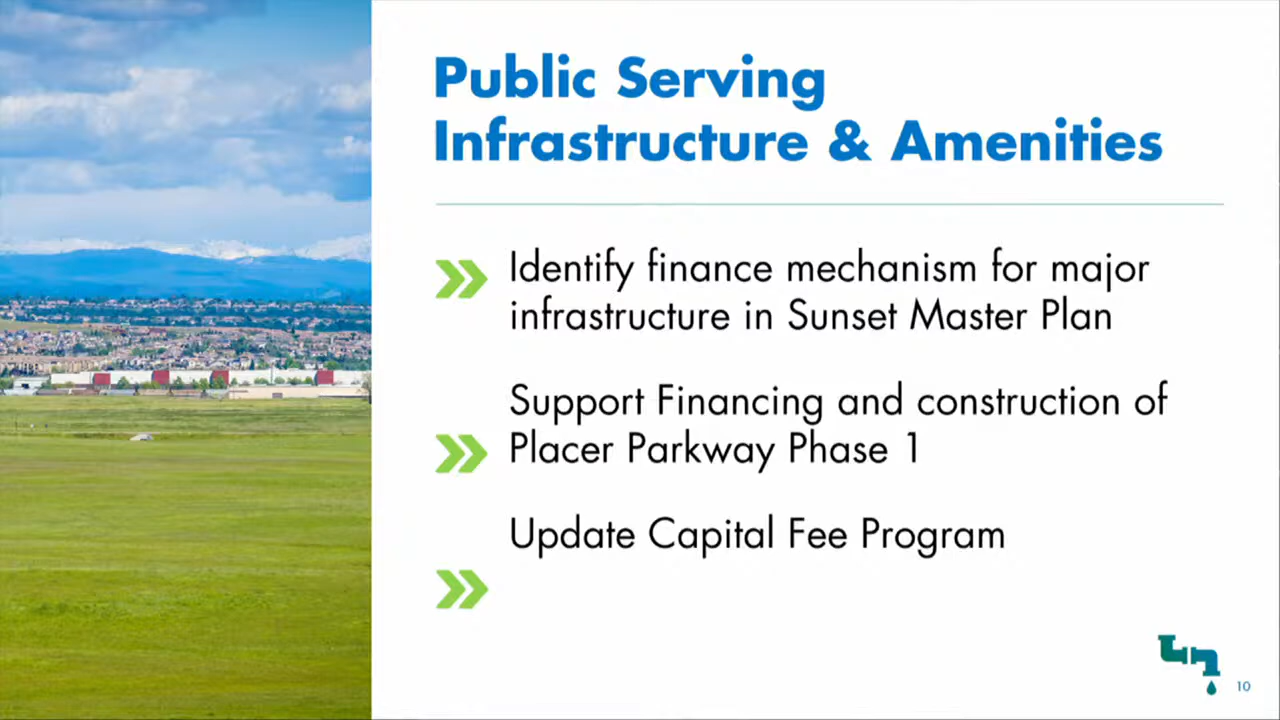 Public Serving
Infrastructure & Amenities
Identify finance mechanism for major
infrastructure in Sunset Master Plan
Support Financing and construction of
Placer Parkway Phase 1
Update Capital Fee Program
10